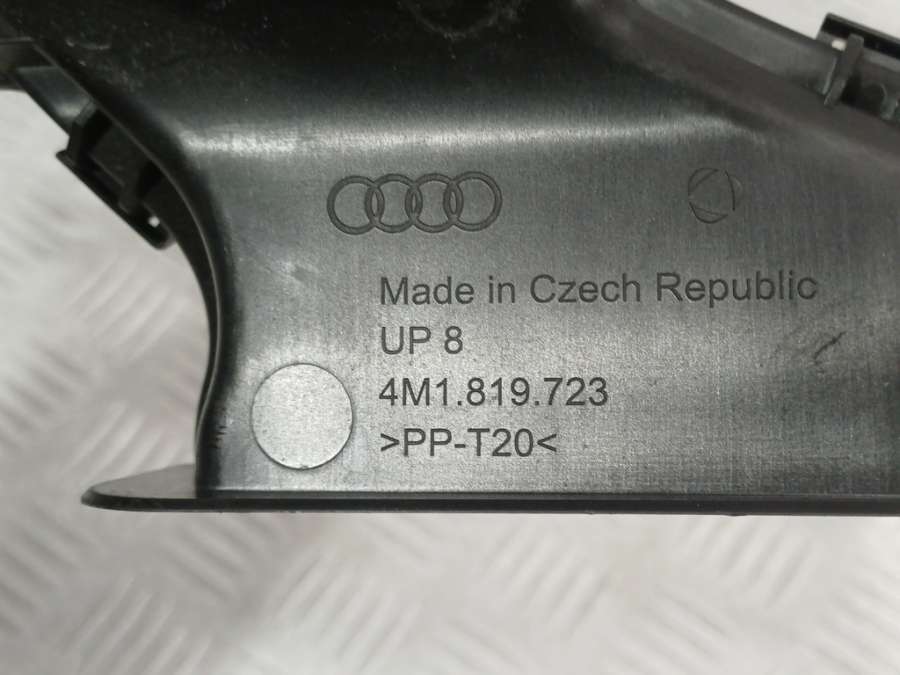 Made in Czech Republic
UP 8
4M1.819.723
>PP-T20<